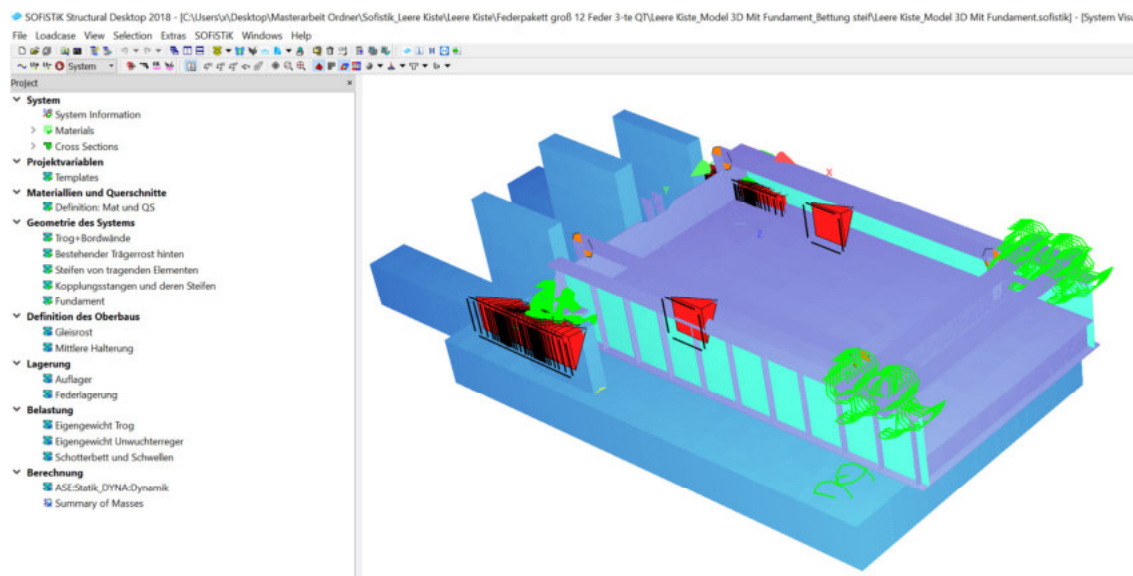 SOFiSTiK Structural Desktop 2018 - [C:\Users\x\Desktop\Masterarbeit Ordner\Sofistik_Leere Kiste\Leere Kiste\Federpakett groß 12 Feder 3-te QT\Leere Kiste_Model 3D Mit Fundament_Bettung steif\Leere Kiste_Model 3D Mit Fundament.sofistik] - [System Visu
File Loadcase View Selection Extras SOFiSTiK Windows Help
System
Project
System
System Information
Materials
Cross Sections
Projektvariablen
Templates
Materiallien und Querschnitte
Definition: Mat und QS
Geometrie des Systems
Trog+Bordwände
Bestehender Trägerrost hinten
Steifen von tragenden Elementen
Kopplungsstangen und deren Steifen
Fundament
Definition des Oberbaus
Gleisrost
Mittlere Halterung
Lagerung
Auflager
Federlagerung
Belastung
Eigengewicht Trog
Eigengewicht Unwuchterreger
Schotterbett und Schwellen
Berechnung
ASE:Statik_DYNA:Dynamik
Summary of Masses
X
Y
Z